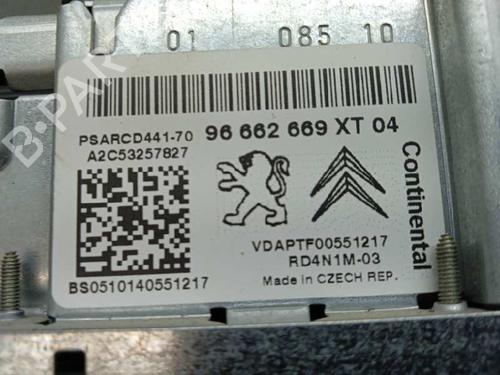 01 085 10
PSARCD441-70 96 662 669 XT 04
A2C53257827
Continental
VDAPTF00551217
RD4N1M-03
BS0510140551217 Made in CZECH REP.
B-PARTS